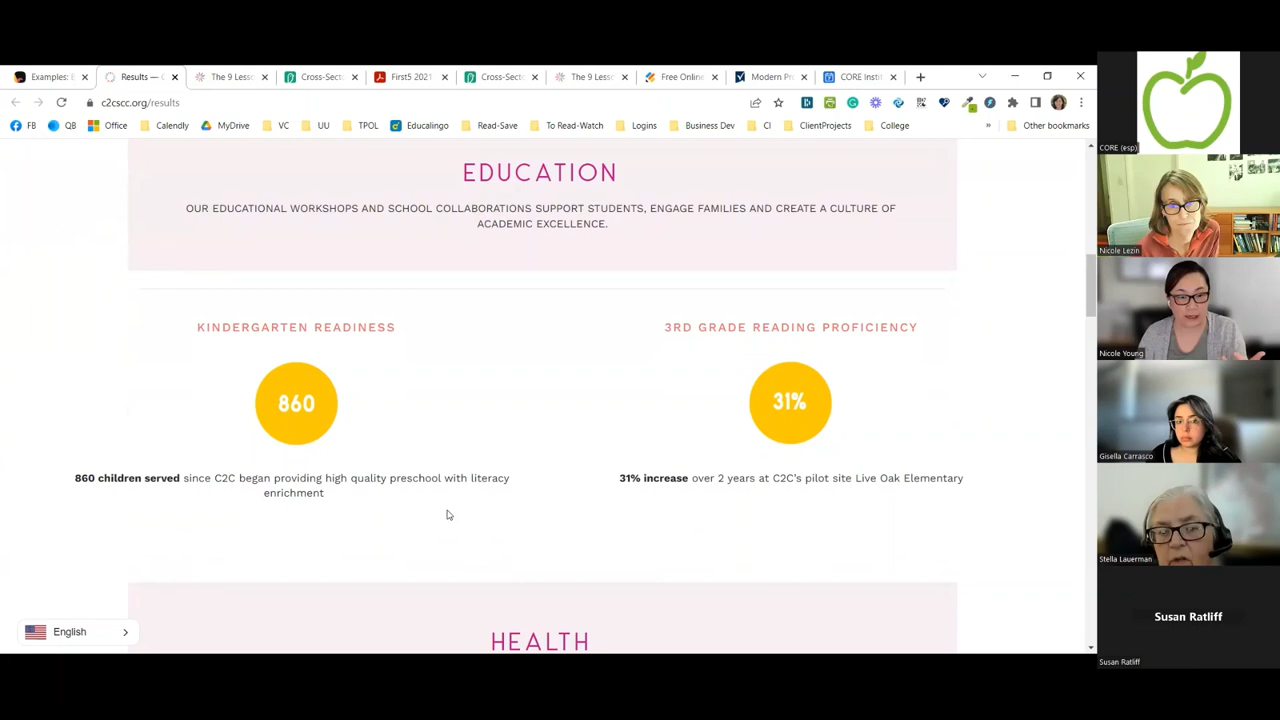 Examples: E
Results — C
The 9 Lesso
Cross-Secto
First5 2021
Cross-Secto
The 9 Lesso
Free Online
Modern Pro
CORE Insti
c2cscc.org/results
FB
QB
Office
Calendly
MyDrive
VC
UU
TPOL
Educalingo
Read-Save
To Read-Watch
Logins
Business Dev
CI
ClientProjects
College
»
Other bookmarks
EDUCATION
OUR EDUCATIONAL WORKSHOPS AND SCHOOL COLLABORATIONS SUPPORT STUDENTS, ENGAGE FAMILIES AND CREATE A CULTURE OF
ACADEMIC EXCELLENCE.
KINDERGARTEN READINESS
860
860 children served since C2C began providing high quality preschool with literacy
enrichment
3RD GRADE READING PROFICIENCY
31%
31% increase over 2 years at C2C's pilot site Live Oak Elementary
HEALTH
English
CORE (esp)
Nicole Lezin
Nicole Young
Gisella Carrasco
Stella Lauerman
Susan Ratliff
Susan Ratliff